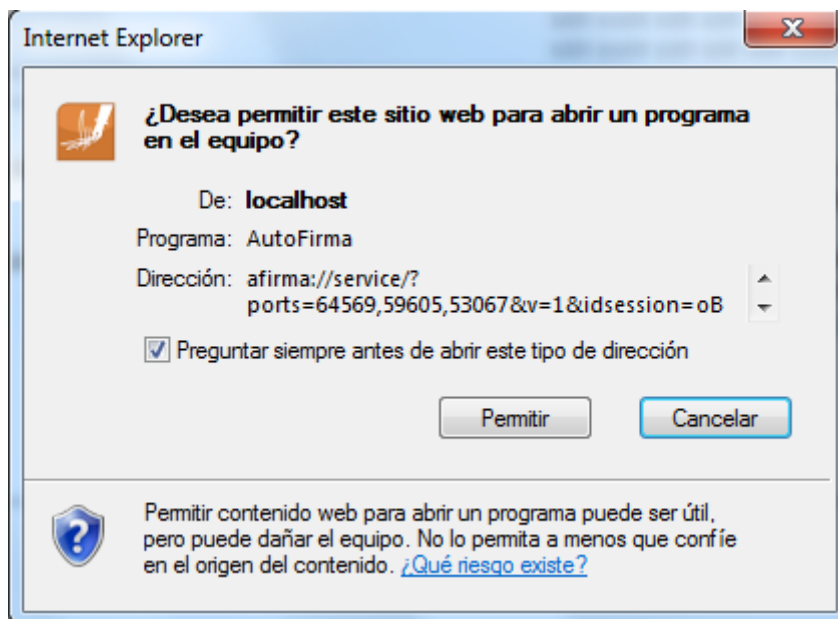 Internet Explorer
¿Desea permitir este sitio web para abrir un programa
en el equipo?
De: localhost
Programa: AutoFirma
Dirección: afirma://service/?
ports=64569,59605,53067&v=1&idsession=oB
Preguntar siempre antes de abrir este tipo de dirección
Permitir Cancelar
Permitir contenido web para abrir un programa puede ser útil,
pero puede dañar el equipo. No lo permita a menos que confíe
en el origen del contenido. ¿Qué riesgo existe?